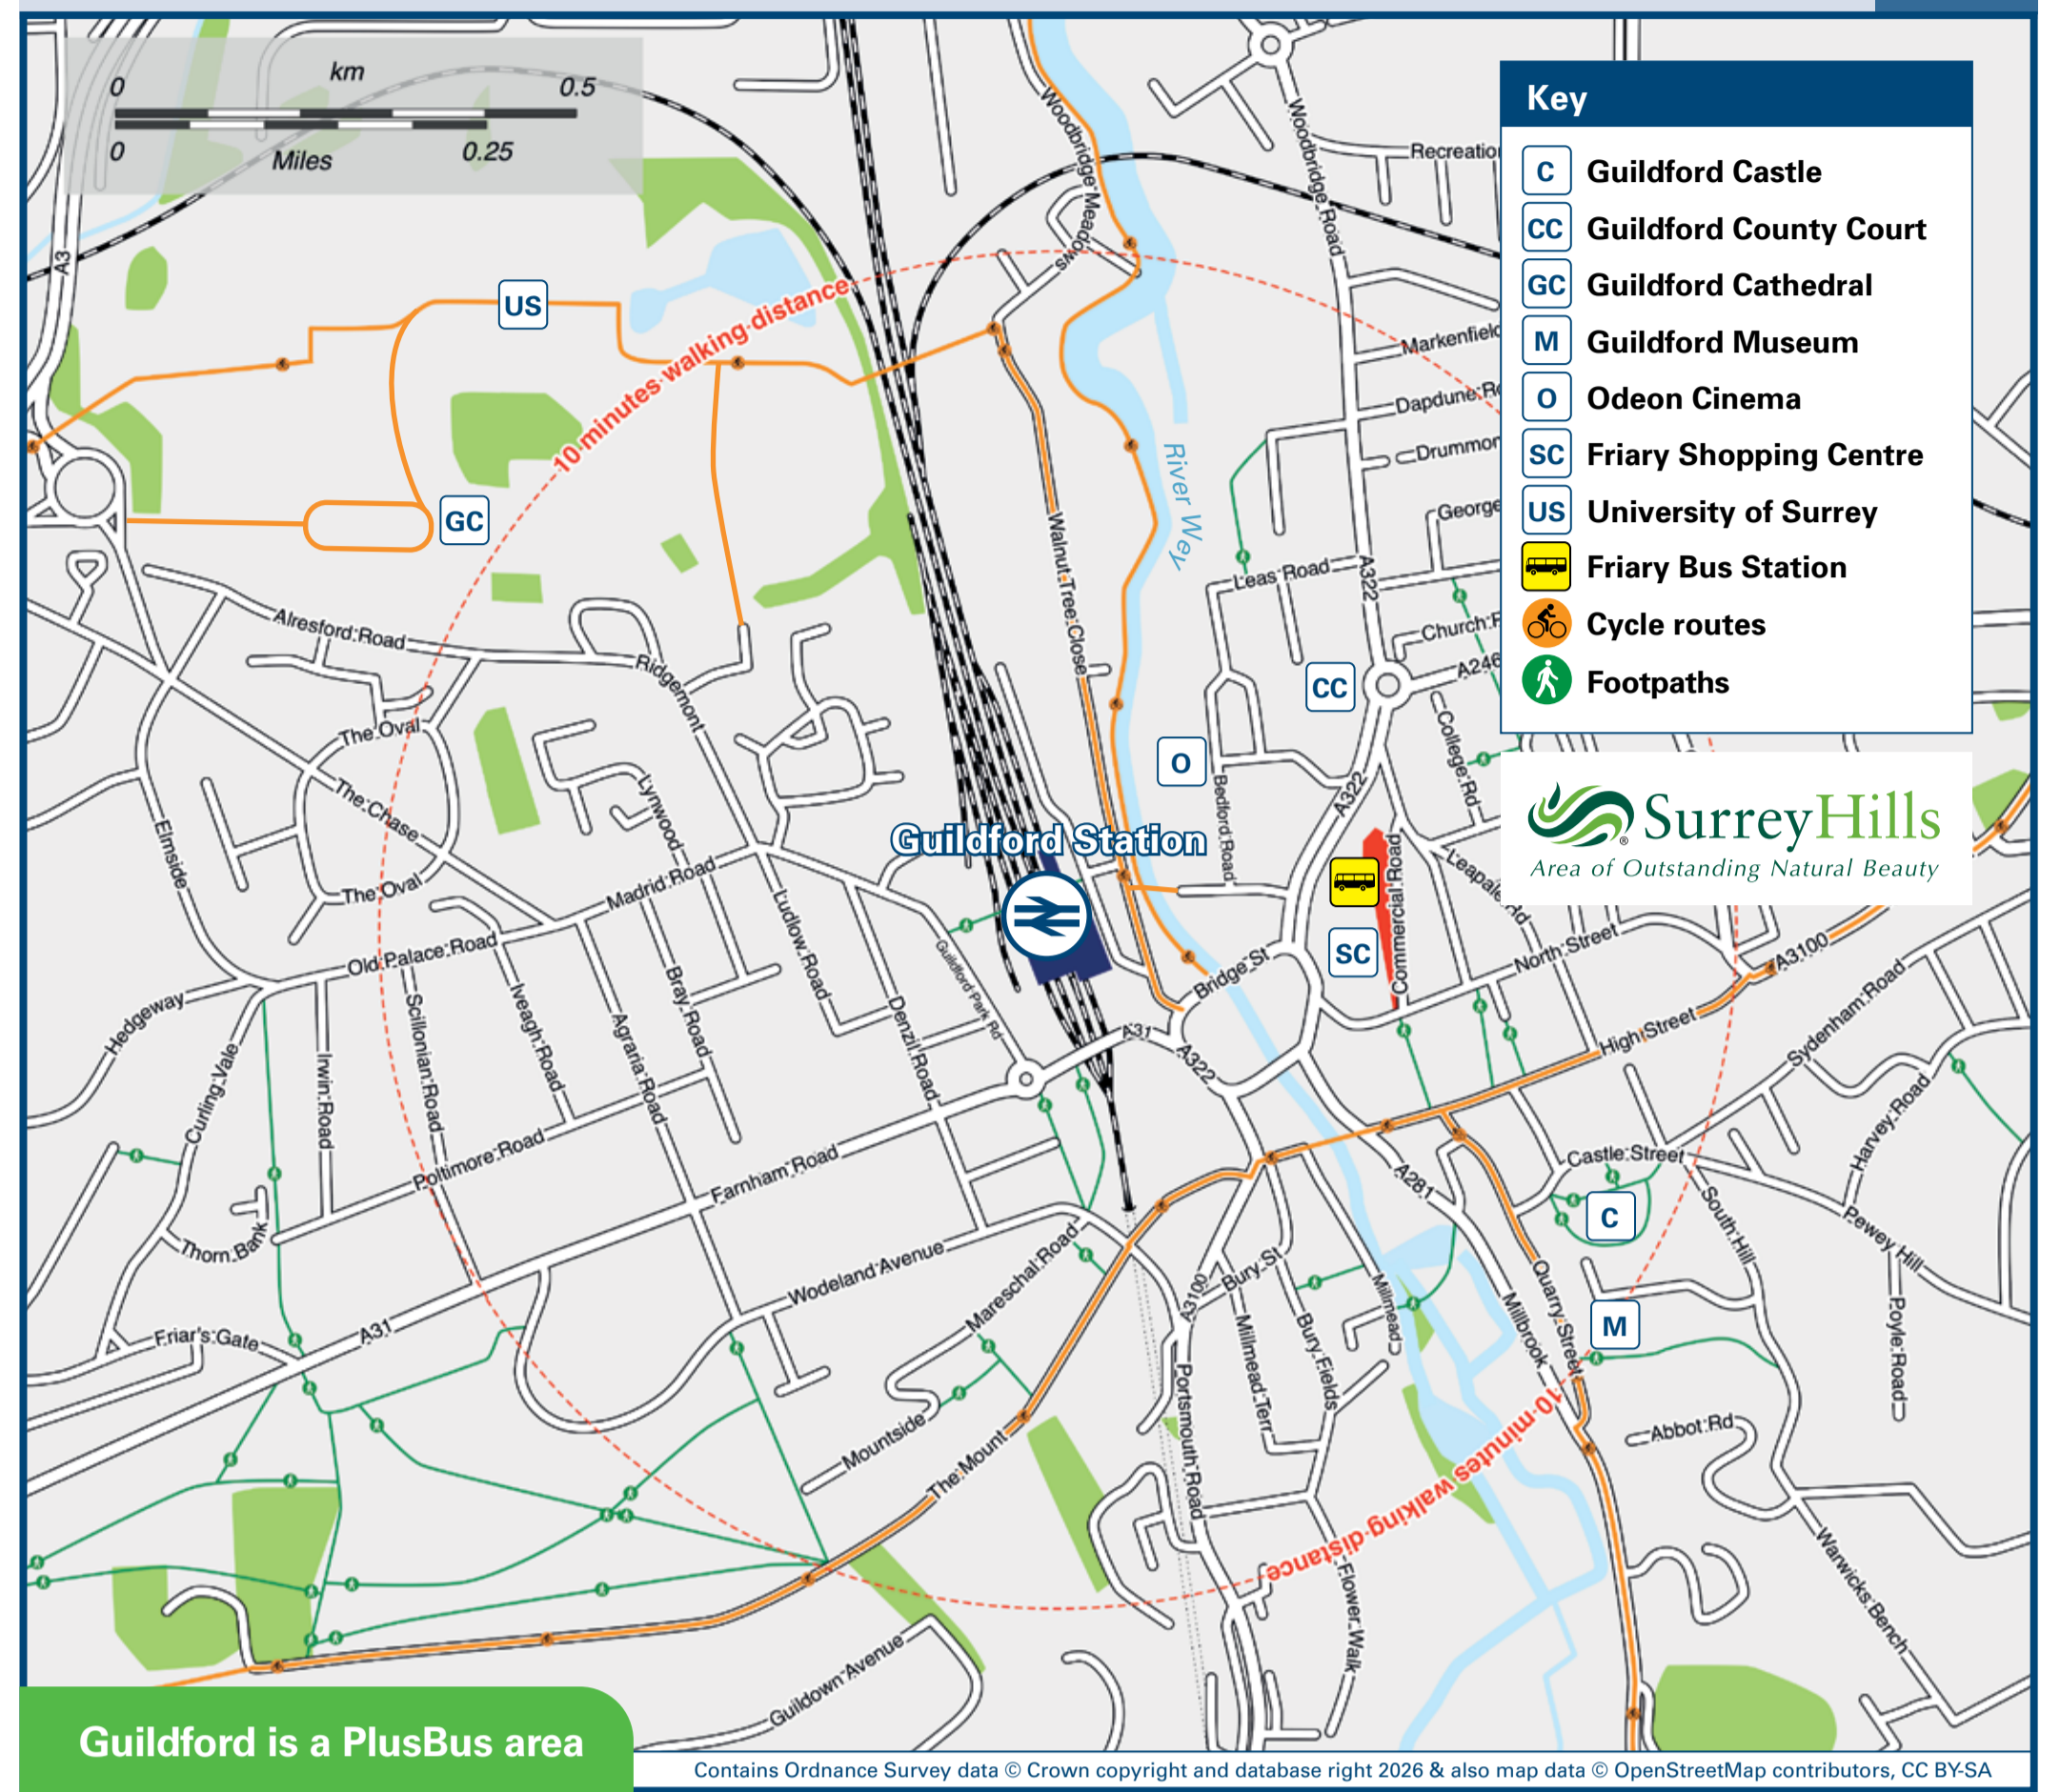 km
0
0.5
0
Miles
0.25
Key
C Guildford Castle
CC Guildford County Court
GC Guildford Cathedral
M Guildford Museum
O Odeon Cinema
SC Friary Shopping Centre
US University of Surrey
Friary Bus Station
Cycle routes
Footpaths
SurreyHills
®
Area of Outstanding Natural Beauty
A3
US
GC
10 minutes walking distance
Woodbridge Meadows
Woodbridge Road
Recreatio
Markenfield
Dapdune Ro
Drummon
George
River Wey
Walnut Tree Close
Leas Road
A322
Church R
A246
CC
College Rd
O
Bedford Road
A322
Alresford Road
Ridgemont
The Oval
The Chase
Lynwood
Elmside
The Oval
Madrid Road
Old Palace Road
Ludlow Road
Guildford Station
Guildford Park Rd
SC
Commercial Road
Leapale Rd
North Street
A3100
Bridge St
Hedgeway
Curling Vale
Irwin Road
Scillonian Road
Iveagh Road
Agraria Road
Bray Road
Denzil Road
A31
A322
High Street
Sydenham Road
Harvey Road
Poltimore Road
Farnham Road
Castle Street
C
A281
South Hill
Pewey Hill
Thorn Bank
Friar's Gate
A31
Wodeland Avenue
Mareschal Road
A3100
Bury St
Millmead
Millmead Terr
Bury Fields
Millbrook
Quarry Street
M
Poyle Road
Abbot Rd
Mountside
The Mount
Portsmouth Road
10 minutes walking distance
Flower Walk
Warwicks Bench
Guildown Avenue
Guildford is a PlusBus area
Contains Ordnance Survey data © Crown copyright and database right 2026 & also map data © OpenStreetMap contributors, CC BY-SA